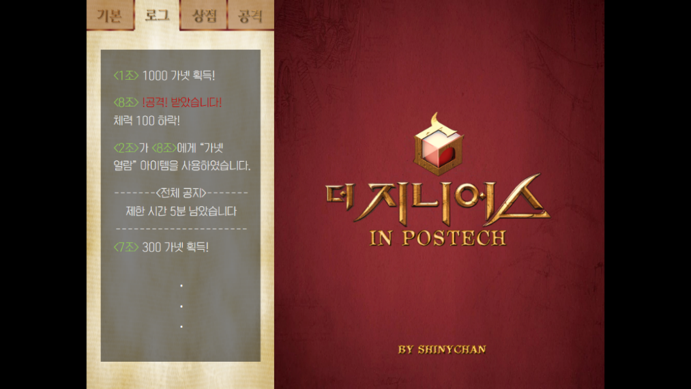 기본 로그 상점 공격
<1조> 1000 가넷 획득!
<8조> !공격! 받았습니다!
체력 100 하락!
<2조>가 <8조>에게 “가넷
열람” 아이템을 사용하였습니다.
-------<전체 공지>-------
제한 시간 5분 남았습니다
----------------------
<7조> 300 가넷 획득!
.
.
.
더 지니어스
IN POSTECH
BY SHINYCHAN